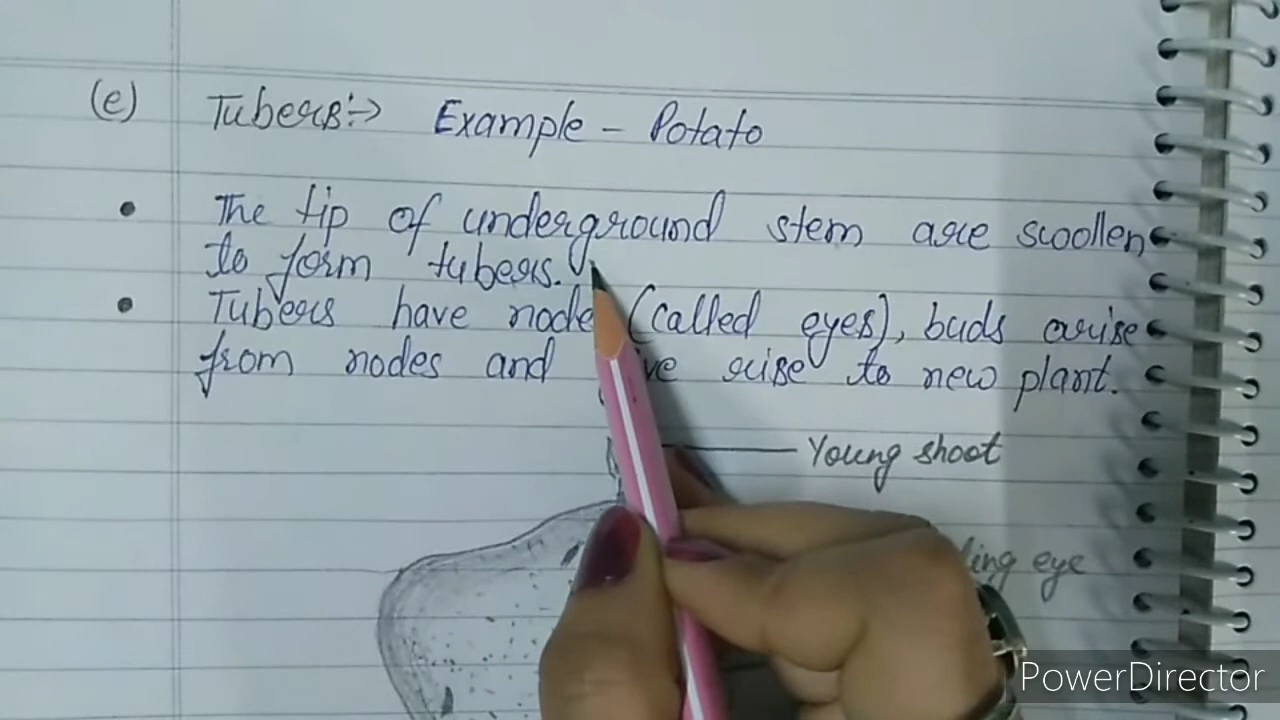 (e) Tubers:→ Example - Potato
• The tip of underground stem are swollen
to form tubers.
• Tubers have node (called eyes), buds arise
from nodes and rise to new plant.
Young shoot
eye
PowerDirector